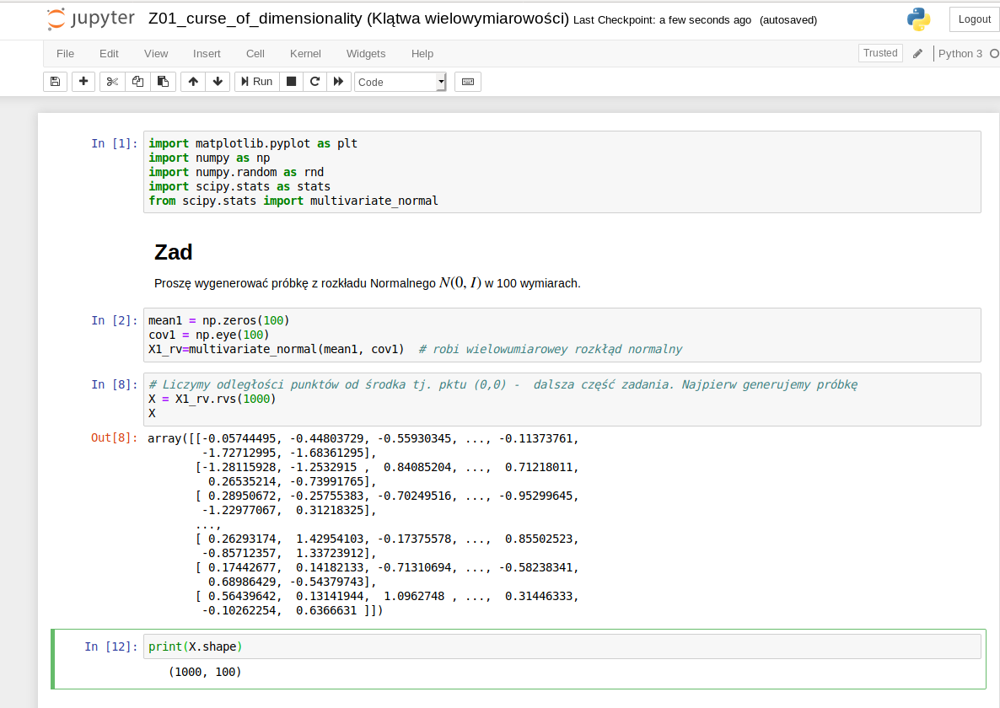 jupyter Z01_curse_of_dimensionality (Klątwa wielowymiarowości) Last Checkpoint: a few seconds ago (autosaved) Logout
File Edit View Insert Cell Kernel Widgets Help Trusted Python 3
Run Code
In [1]: import matplotlib.pyplot as plt
import numpy as np
import numpy.random as rnd
import scipy.stats as stats
from scipy.stats import multivariate_normal
Zad
Proszę wygenerować próbkę z rozkładu Normalnego N(0, I) w 100 wymiarach.
In [2]: mean1 = np.zeros(100)
cov1 = np.eye(100)
X1_rv=multivariate_normal(mean1, cov1)  # robi wielowumiarowey rozkłąd normalny
In [8]: # Liczymy odległości punktów od środka tj. pktu (0,0) -  dalsza część zadania. Najpierw generujemy próbkę
X = X1_rv.rvs(1000)
X
Out[8]: array([[-0.05744495, -0.44803729, -0.55930345, ..., -0.11373761,
-1.72712995, -1.68361295],
[-1.28115928, -1.2532915 ,  0.84085204, ...,  0.71218011,
0.26535214, -0.73991765],
[ 0.28950672, -0.25755383, -0.70249516, ..., -0.95299645,
-1.22977067,  0.31218325],
...,
[ 0.26293174,  1.42954103, -0.17375578, ...,  0.85502523,
-0.85712357,  1.33723912],
[ 0.17442677,  0.14182133, -0.71310694, ..., -0.58238341,
0.68986429, -0.54379743],
[ 0.56439642,  0.13141944,  1.0962748 , ...,  0.31446333,
-0.10262254,  0.6366631 ]])
In [12]: print(X.shape)
(1000, 100)